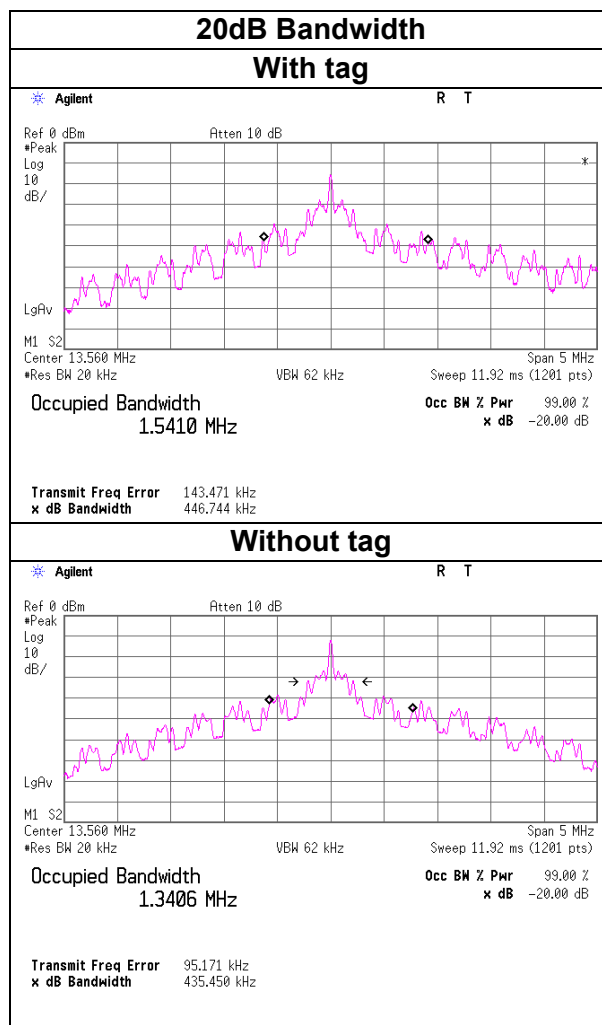 20dB Bandwidth
With tag
Agilent R T
Ref 0 dBm Atten 10 dB
#Peak
Log
10
dB/
LgAv
M1 S2
Center 13.560 MHz Span 5 MHz
#Res BW 20 kHz VBW 62 kHz Sweep 11.92 ms (1201 pts)
Occupied Bandwidth Occ BW % Pwr 99.00 %
1.5410 MHz x dB -20.00 dB
Transmit Freq Error 143.471 kHz
x dB Bandwidth 446.744 kHz
Without tag
Agilent R T
Ref 0 dBm Atten 10 dB
#Peak
Log
10
dB/
LgAv
M1 S2
Center 13.560 MHz Span 5 MHz
#Res BW 20 kHz VBW 62 kHz Sweep 11.92 ms (1201 pts)
Occupied Bandwidth Occ BW % Pwr 99.00 %
1.3406 MHz x dB -20.00 dB
Transmit Freq Error 95.171 kHz
x dB Bandwidth 435.450 kHz